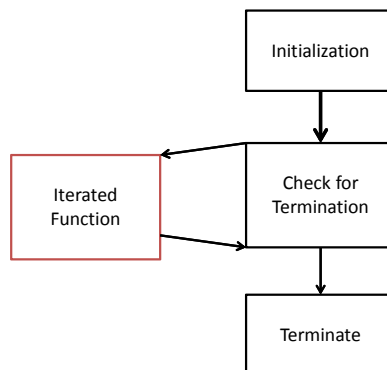 Initialization
Check for
Termination
Iterated
Function
Terminate